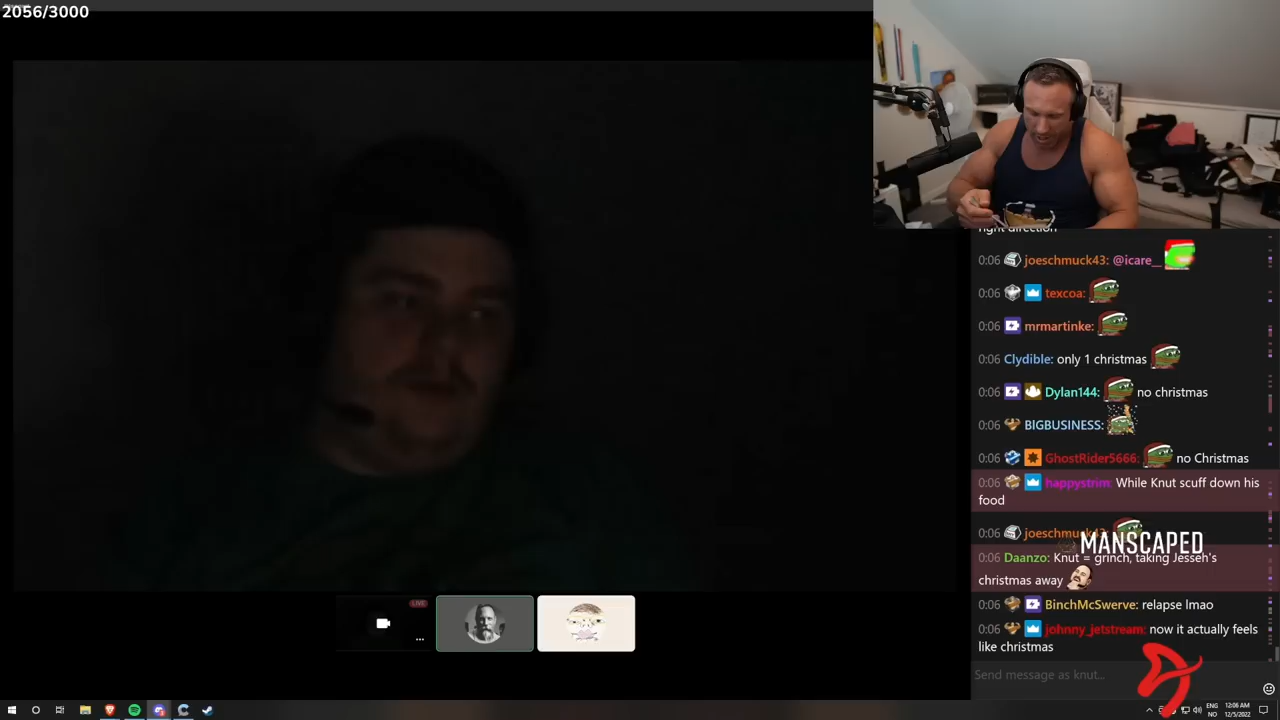 2056/3000
right direction
0:06 joeschmuck43: @icare__
0:06 texcoa:
0:06 mrmartinke:
0:06 Clydible: only 1 christmas
0:06 Dylan144: no christmas
0:06 BIGBUSINESS:
0:06 GhostRider5666: no Christmas
0:06 happystrim: While Knut scuff down his
food
0:06 joeschmuck43:
MANSCAPED
0:06 Daanzo: Knut = grinch, taking Jesseh's
christmas away
0:06 BinchMcSwerve: relapse lmao
0:06 johnny_jetstream: now it actually feels
like christmas
LIVE
Send message as knut...
ENG
NO
12:06 AM
12/5/2022